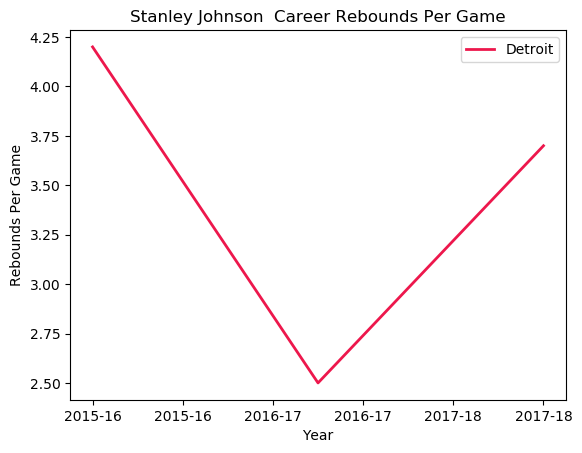 Stanley Johnson  Career Rebounds Per Game
Detroit
4.25
4.00
3.75
3.50
3.25
3.00
2.75
2.50
Rebounds Per Game
2015-16 2015-16 2016-17 2016-17 2017-18 2017-18
Year